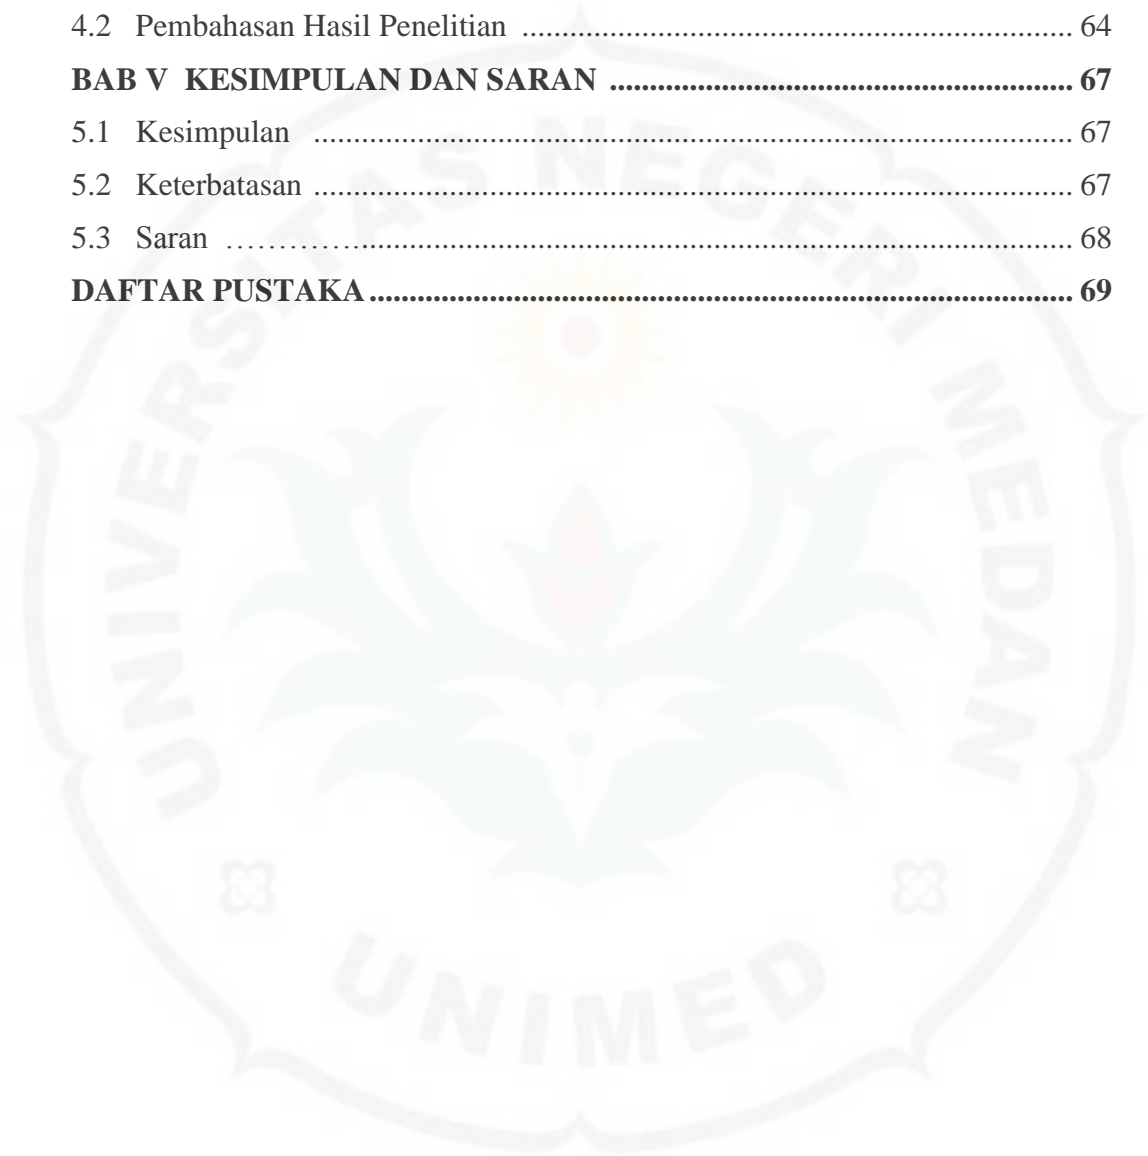 4.2 Pembahasan Hasil Penelitian ..................................................................... 64
BAB V KESIMPULAN DAN SARAN ......................................................... 67
5.1 Kesimpulan ............................................................................................... 67
5.2 Keterbatasan ............................................................................................... 67
5.3 Saran ………….......................................................................................... 68
DAFTAR PUSTAKA ........................................................................................ 69
UNIVERSITAS NEGERI MEDAN
UNIMED